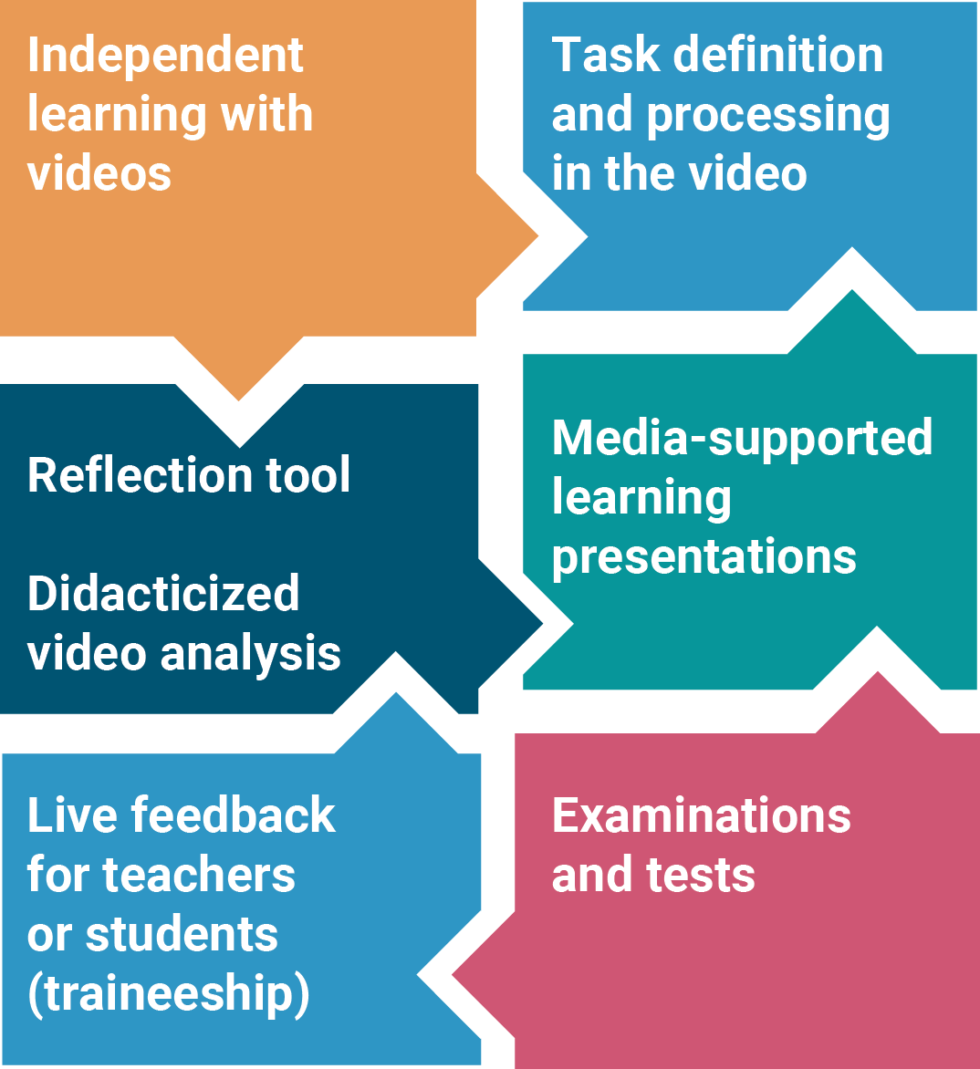 Independent
learning with
videos
Task definition
and processing
in the video
Reflection tool
Didacticized
video analysis
Media-supported
learning
presentations
Live feedback
for teachers
or students
(traineeship)
Examinations
and tests